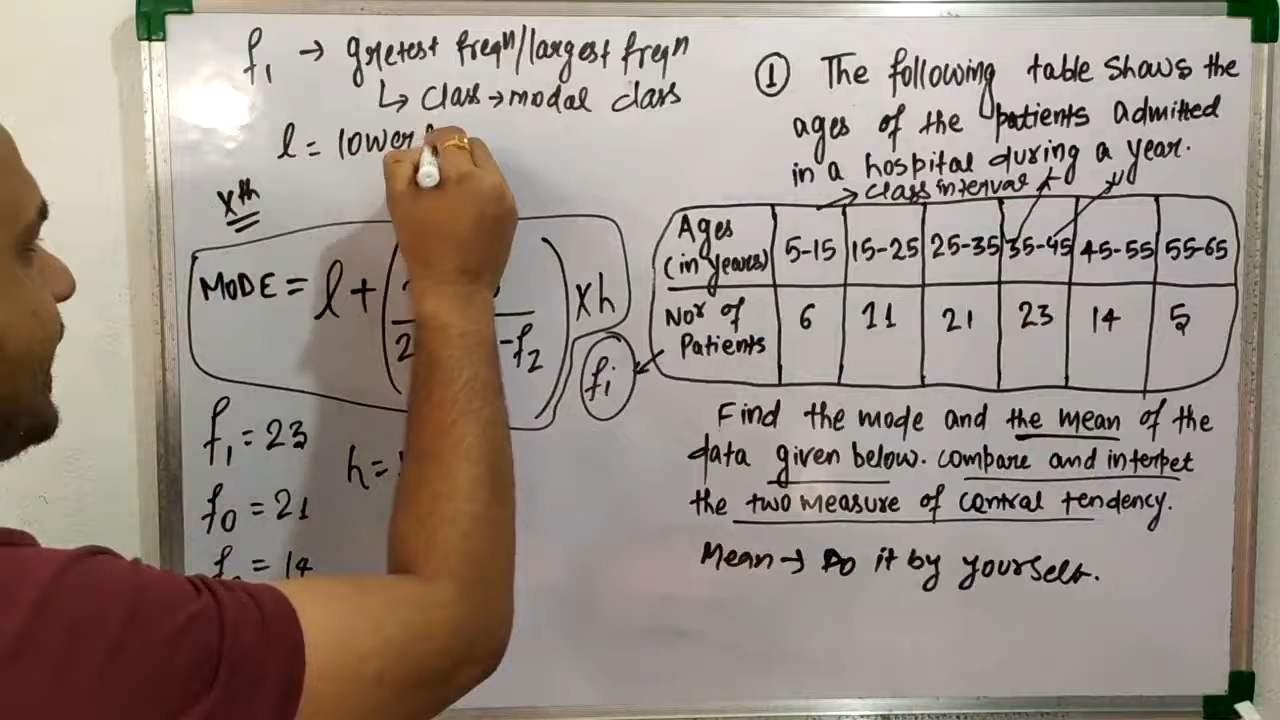 f₁ → gretest freqⁿ/largest freqⁿ
↳ class → modal class
l = lower
Xth
MODE = l + ( 2 -f₂ ) xh
f₁ = 23
h =
f₀ = 21
= 14
① The following table shows the
ages of the patients admitted
in a hospital during a year.
→ class interval
Ages (in years) 5-15 15-25 25-35 35-45 45-55 55-65
Noˢ of Patients 6 11 21 23 14 5
fi
Find the mode and the mean of the
data given below. compare and interpet
the two measure of central tendency.
Mean → Do it by yourself.